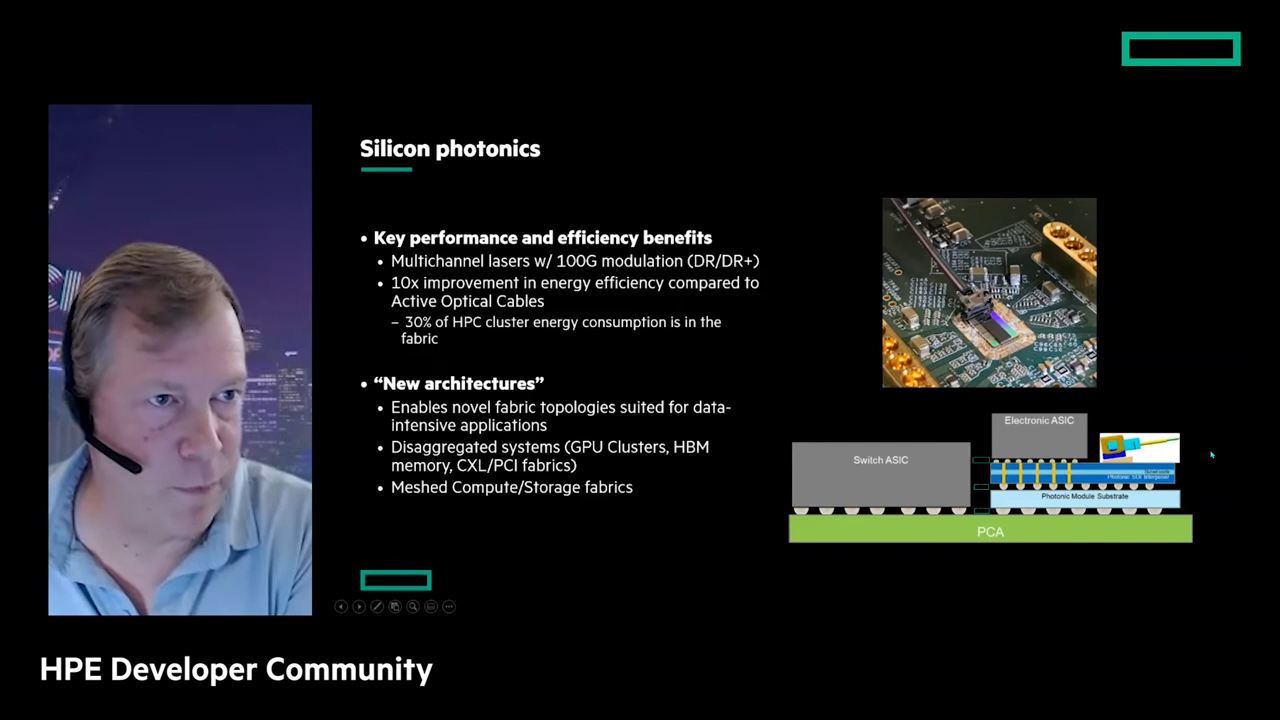 Silicon photonics
• Key performance and efficiency benefits
• Multichannel lasers w/ 100G modulation (DR/DR+)
• 10x improvement in energy efficiency compared to
Active Optical Cables
– 30% of HPC cluster energy consumption is in the
fabric
• “New architectures”
• Enables novel fabric topologies suited for data-
intensive applications
• Disaggregated systems (GPU Clusters, HBM
memory, CXL/PCI fabrics)
• Meshed Compute/Storage fabrics
Electronic ASIC
Switch ASIC
Photonic Module Substrate
PCA
HPE Developer Community